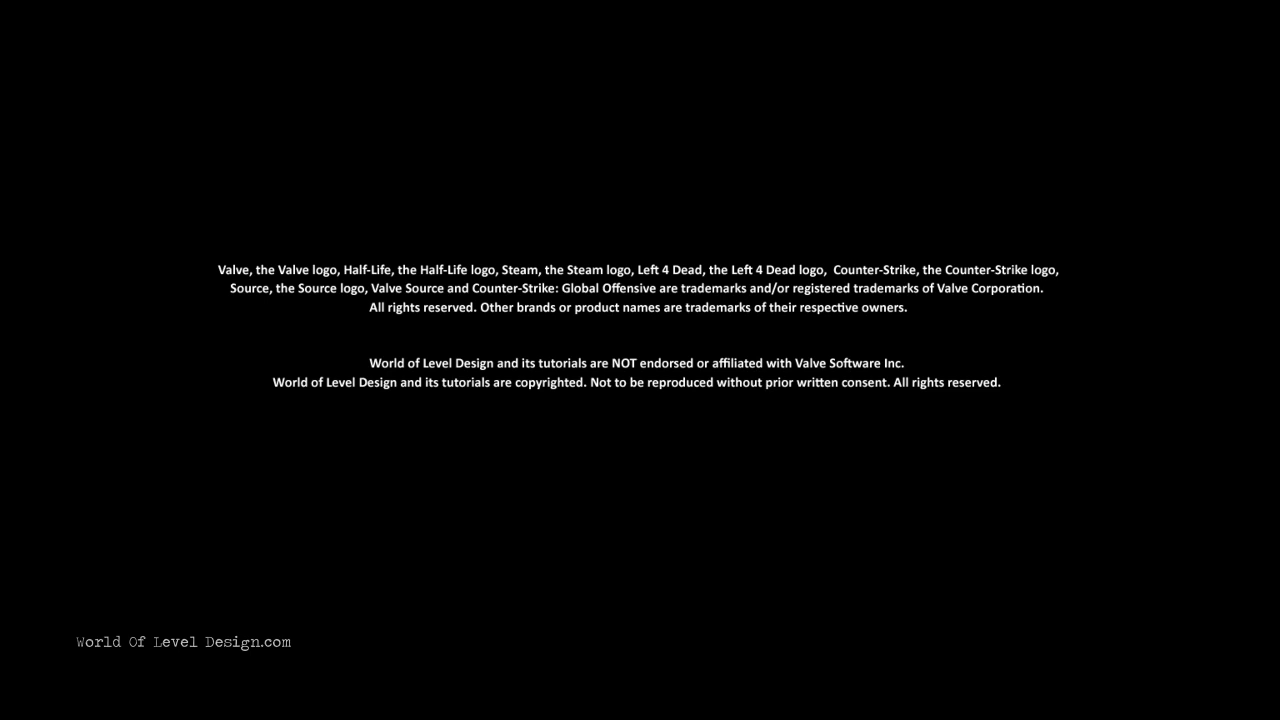 Valve, the Valve logo, Half-Life, the Half-Life logo, Steam, the Steam logo, Left 4 Dead, the Left 4 Dead logo,  Counter-Strike, the Counter-Strike logo,
Source, the Source logo, Valve Source and Counter-Strike: Global Offensive are trademarks and/or registered trademarks of Valve Corporation.
All rights reserved. Other brands or product names are trademarks of their respective owners.
World of Level Design and its tutorials are NOT endorsed or affiliated with Valve Software Inc.
World of Level Design and its tutorials are copyrighted. Not to be reproduced without prior written consent. All rights reserved.
World Of Level Design.com